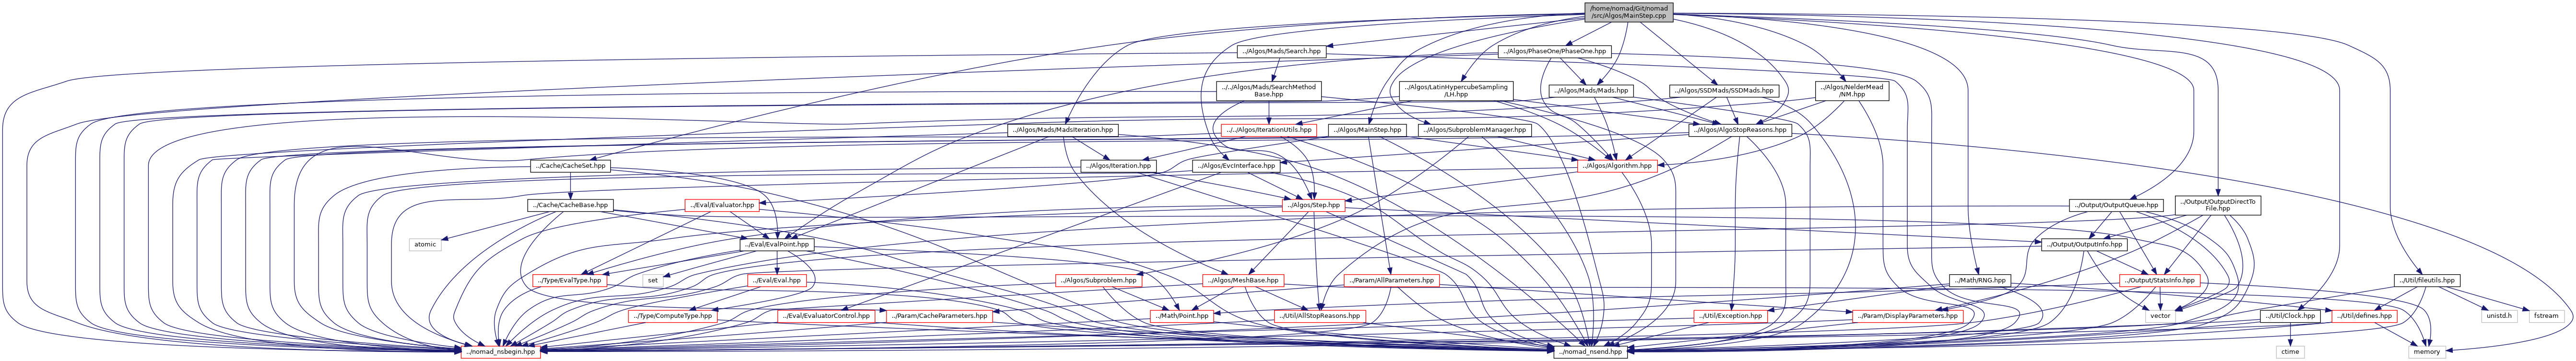 /home/nomad/Git/nomad
/src/Algos/MainStep.cpp
../Algos/Mads/Search.hpp
../Algos/PhaseOne/PhaseOne.hpp
../../Algos/Mads/SearchMethod
Base.hpp
../Algos/LatinHypercubeSampling
/LH.hpp
../Algos/Mads/Mads.hpp
../Algos/SSDMads/SSDMads.hpp
../Algos/NelderMead
/NM.hpp
../Algos/Mads/MadsIteration.hpp
../../Algos/IterationUtils.hpp
../Algos/MainStep.hpp
../Algos/SubproblemManager.hpp
../Algos/AlgoStopReasons.hpp
../Cache/CacheSet.hpp
../Algos/Iteration.hpp
../Algos/EvcInterface.hpp
../Algos/Algorithm.hpp
../Cache/CacheBase.hpp
../Eval/Evaluator.hpp
../Algos/Step.hpp
../Output/OutputQueue.hpp
../Output/OutputDirectTo
File.hpp
atomic
../Eval/EvalPoint.hpp
../Output/OutputInfo.hpp
../Type/EvalType.hpp
set
../Eval/Eval.hpp
../Algos/Subproblem.hpp
../Algos/MeshBase.hpp
../Param/AllParameters.hpp
../Math/RNG.hpp
../Output/StatsInfo.hpp
../Util/fileutils.hpp
../Type/ComputeType.hpp
../Eval/EvaluatorControl.hpp
../Param/CacheParameters.hpp
../Math/Point.hpp
../Util/AllStopReasons.hpp
../Util/Exception.hpp
../Param/DisplayParameters.hpp
vector
../Util/Clock.hpp
../Util/defines.hpp
unistd.h
fstream
../nomad_nsbegin.hpp
../nomad_nsend.hpp
ctime
memory